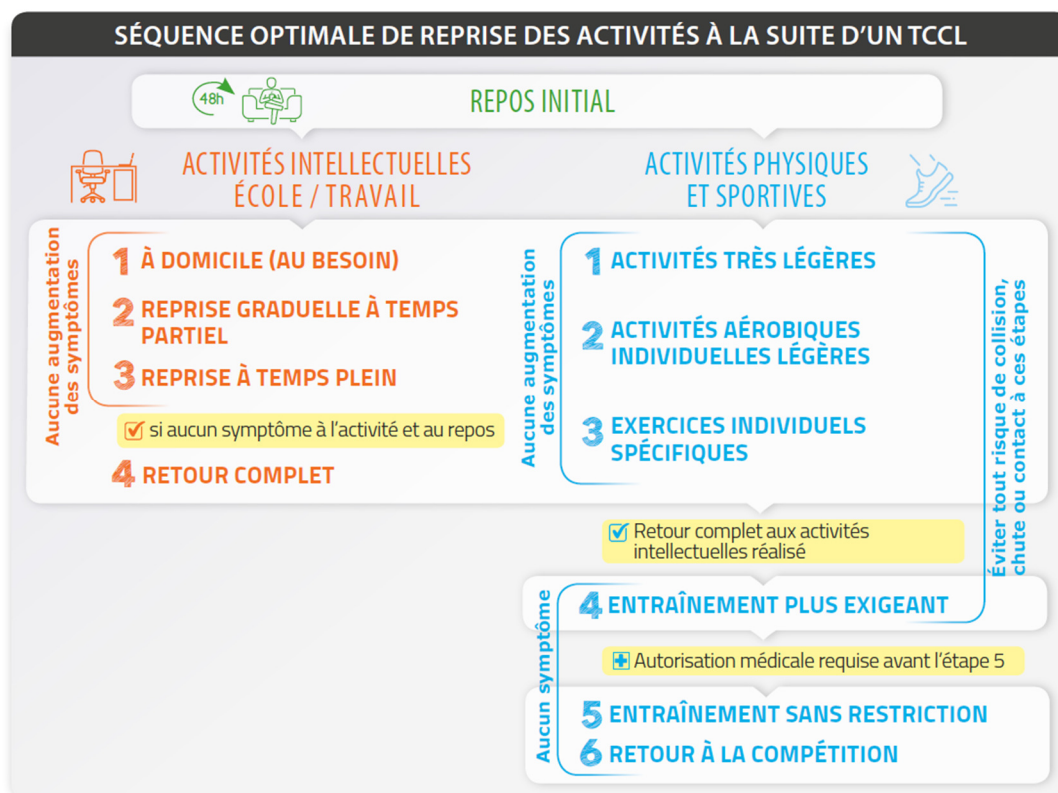 SÉQUENCE OPTIMALE DE REPRISE DES ACTIVITÉS À LA SUITE D'UN TCCL
48h
REPOS INITIAL
ACTIVITÉS INTELLECTUELLES
ÉCOLE / TRAVAIL
Aucune augmentation
des symptômes
1 À DOMICILE (AU BESOIN)
2 REPRISE GRADUELLE À TEMPS
PARTIEL
3 REPRISE À TEMPS PLEIN
si aucun symptôme à l'activité et au repos
4 RETOUR COMPLET
ACTIVITÉS PHYSIQUES
ET SPORTIVES
Aucune augmentation
des symptômes
1 ACTIVITÉS TRÈS LÉGÈRES
2 ACTIVITÉS AÉROBIQUES
INDIVIDUELLES LÉGÈRES
3 EXERCICES INDIVIDUELS
SPÉCIFIQUES
Éviter tout risque de collision,
chute ou contact à ces étapes
Retour complet aux activités
intellectuelles réalisé
Aucun symptôme
4 ENTRAÎNEMENT PLUS EXIGEANT
Autorisation médicale requise avant l'étape 5
5 ENTRAÎNEMENT SANS RESTRICTION
6 RETOUR À LA COMPÉTITION